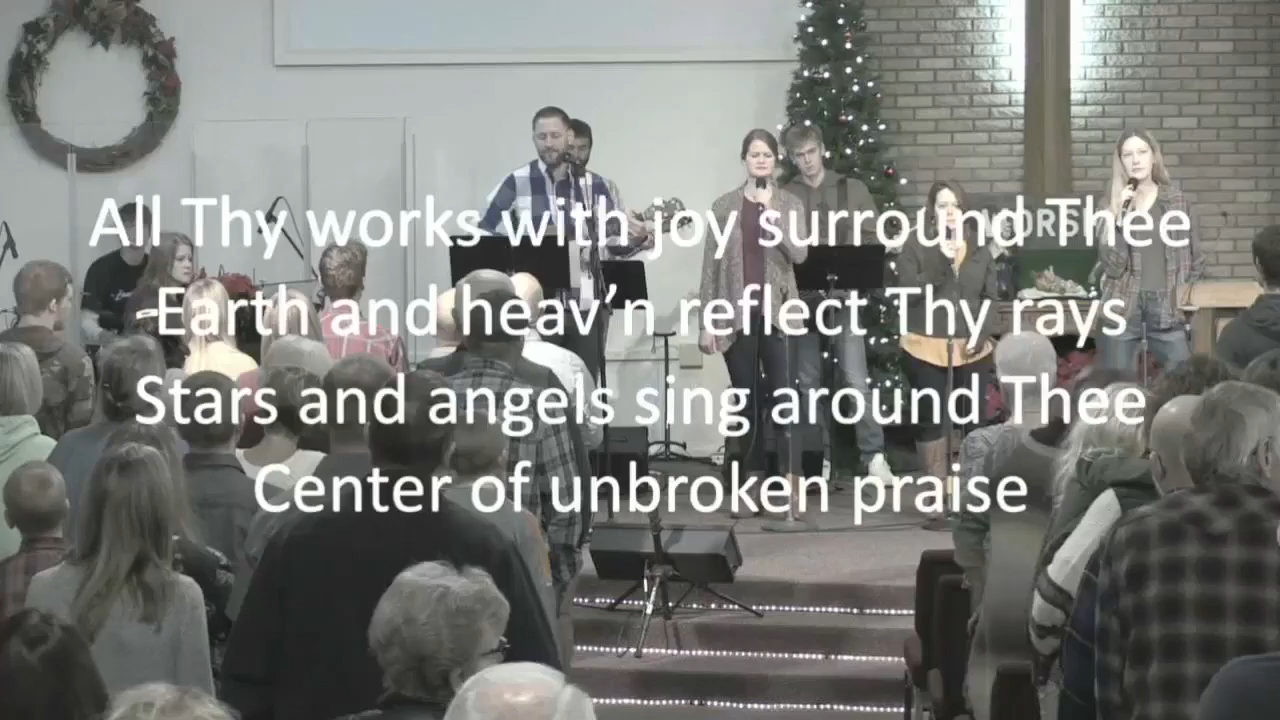 All Thy works with joy surround Thee
Earth and heav’n reflect Thy rays
Stars and angels sing around Thee
Center of unbroken praise